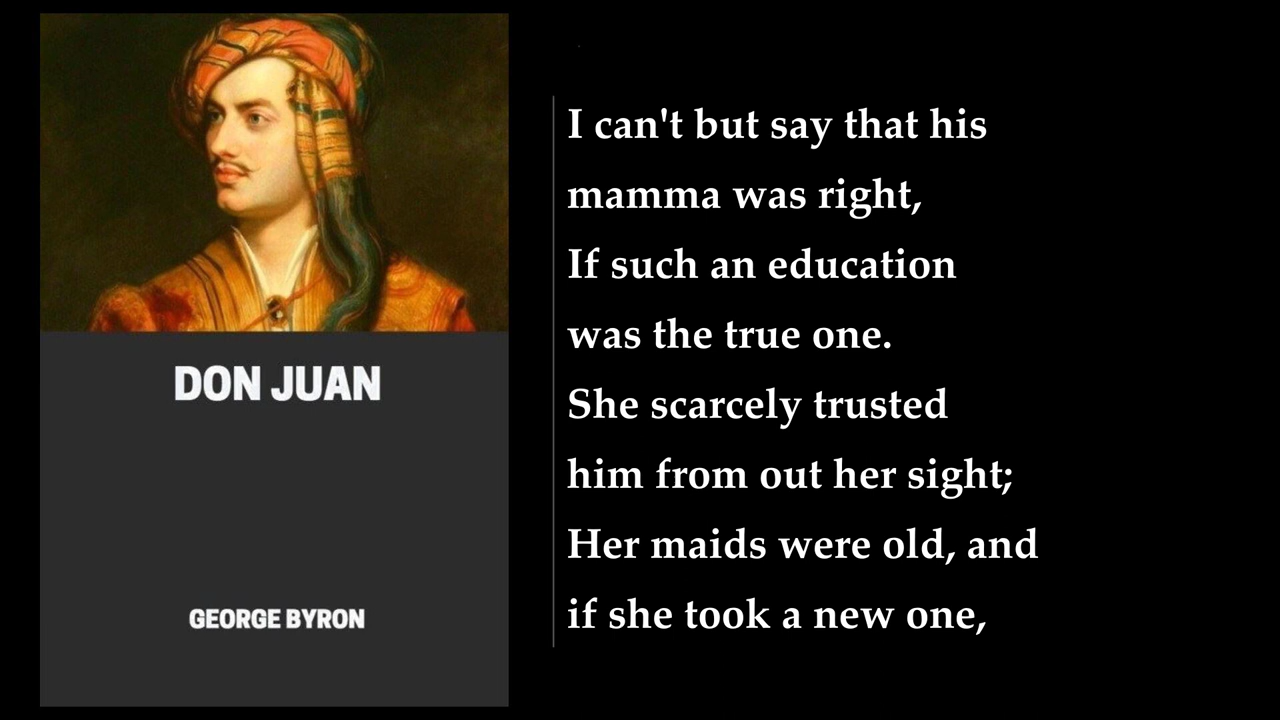 DON JUAN
GEORGE BYRON
I can't but say that his
mamma was right,
If such an education
was the true one.
She scarcely trusted
him from out her sight;
Her maids were old, and
if she took a new one,